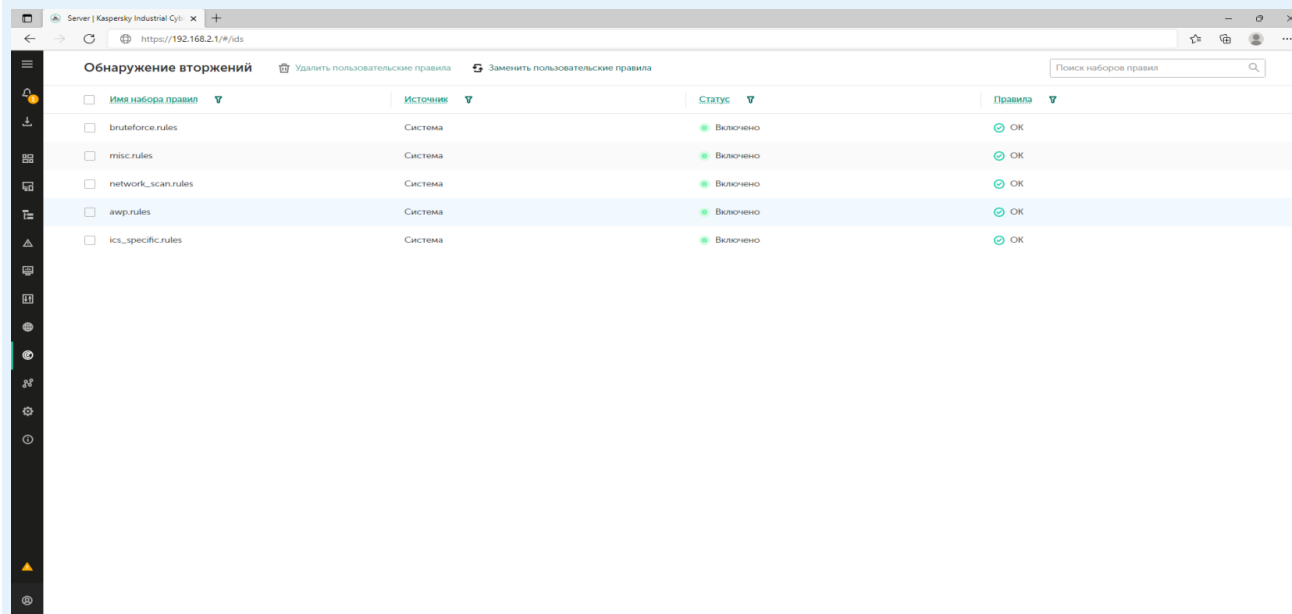 Server | Kaspersky Industrial Cyb
https://192.168.2.1/#/ids
Обнаружение вторжений Удалить пользовательские правила Заменить пользовательские правила Поиск наборов правил
Имя набора правил Источник Статус Правила
bruteforce.rules Система Включено OK
misc.rules Система Включено OK
network_scan.rules Система Включено OK
awp.rules Система Включено OK
ics_specific.rules Система Включено OK